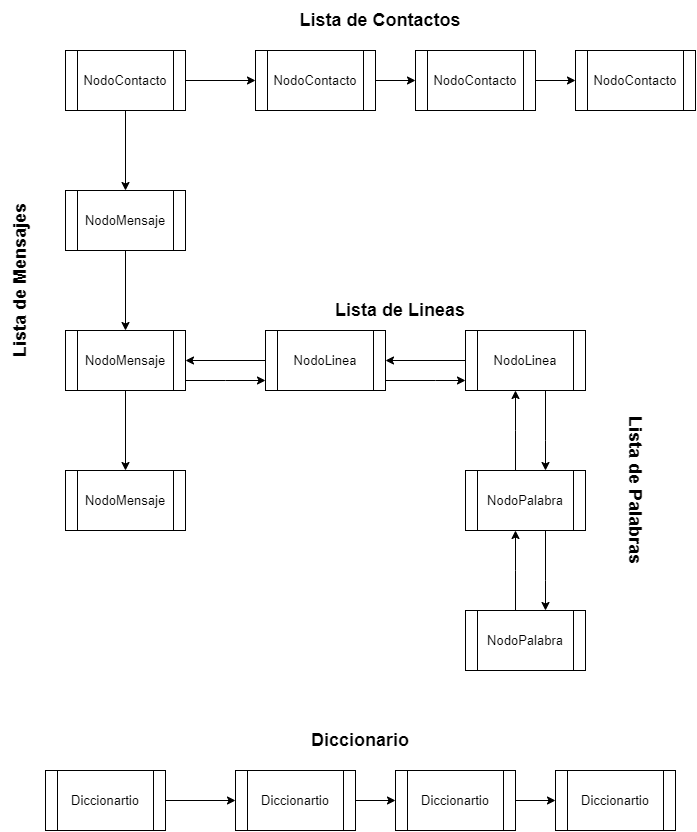 Lista de Contactos
NodoContacto
NodoContacto
NodoContacto
NodoContacto
Lista de Mensajes
NodoMensaje
Lista de Lineas
NodoMensaje
NodoLinea
NodoLinea
Lista de Palabras
NodoMensaje
NodoPalabra
NodoPalabra
Diccionario
Diccionartio
Diccionartio
Diccionartio
Diccionartio